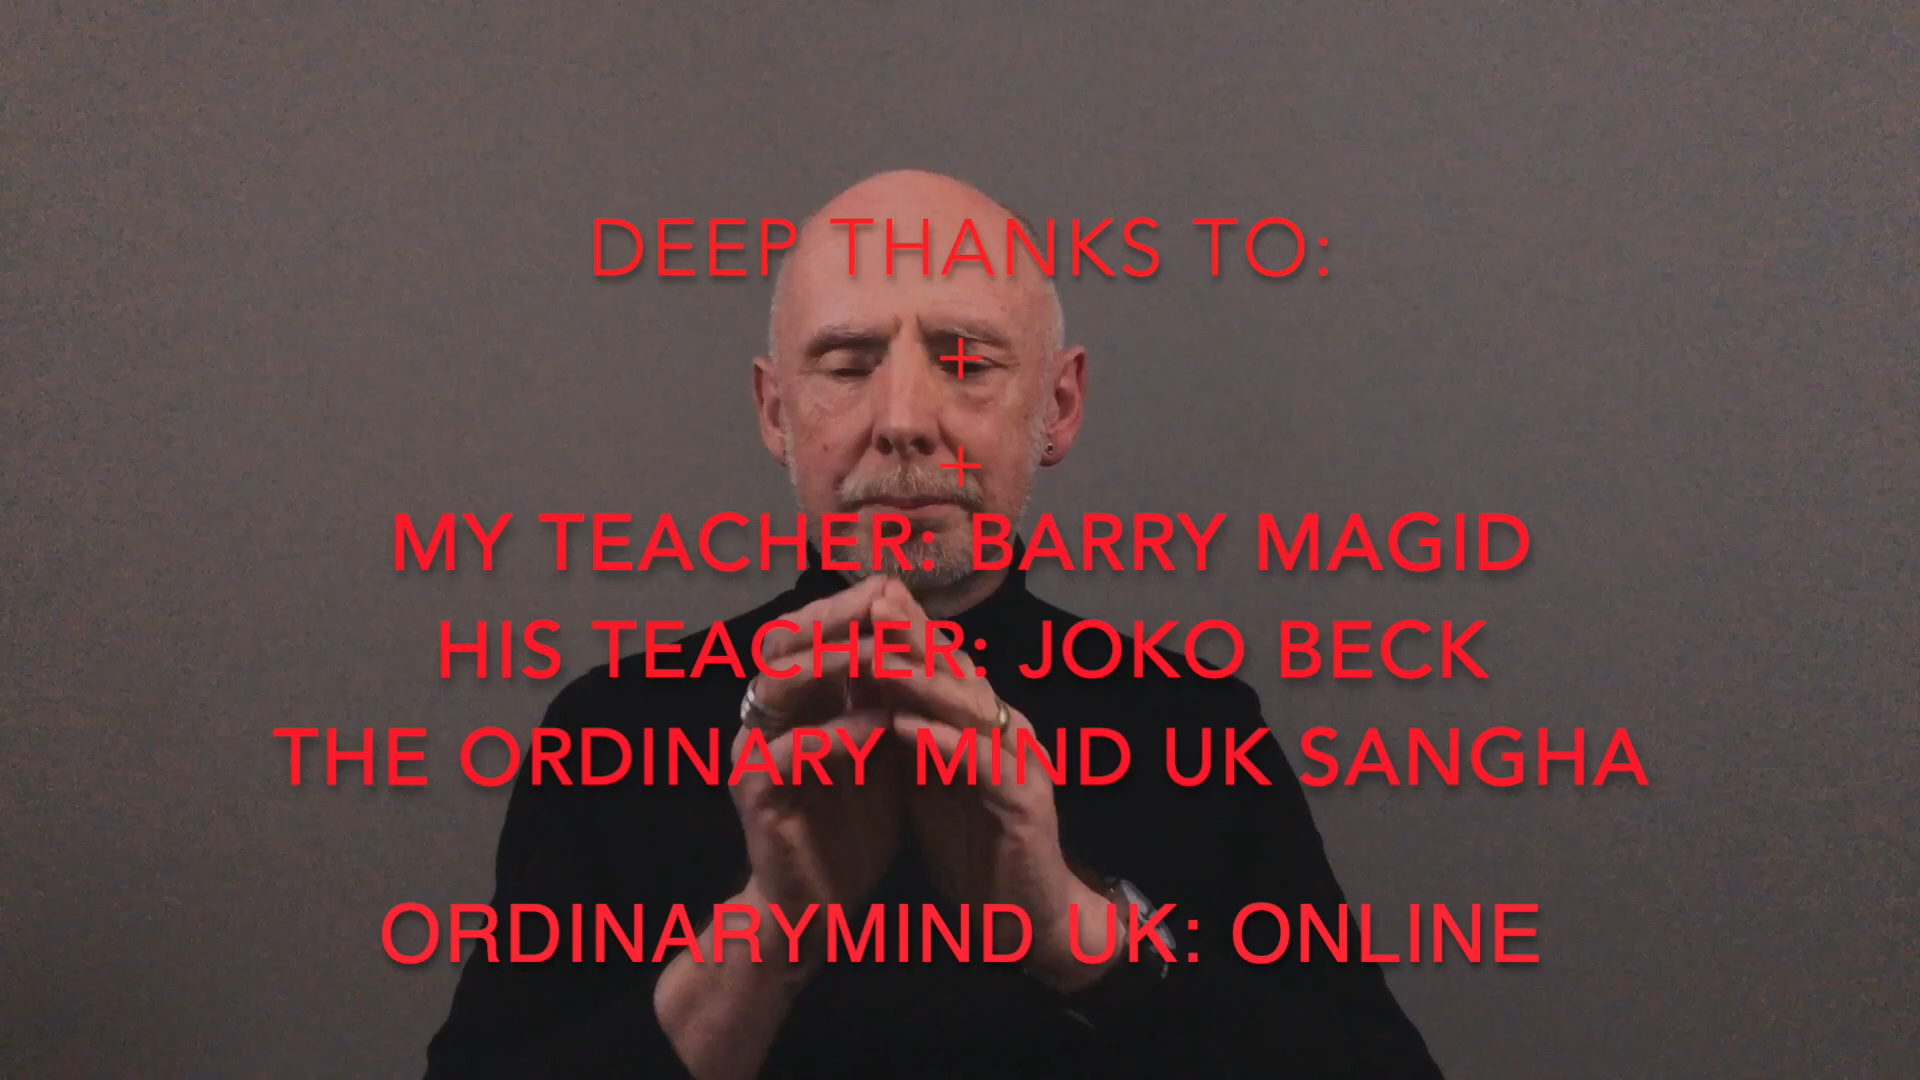 DEEP THANKS TO:
+
+
MY TEACHER: BARRY MAGID
HIS TEACHER: JOKO BECK
THE ORDINARY MIND UK SANGHA
ORDINARYMIND UK: ONLINE